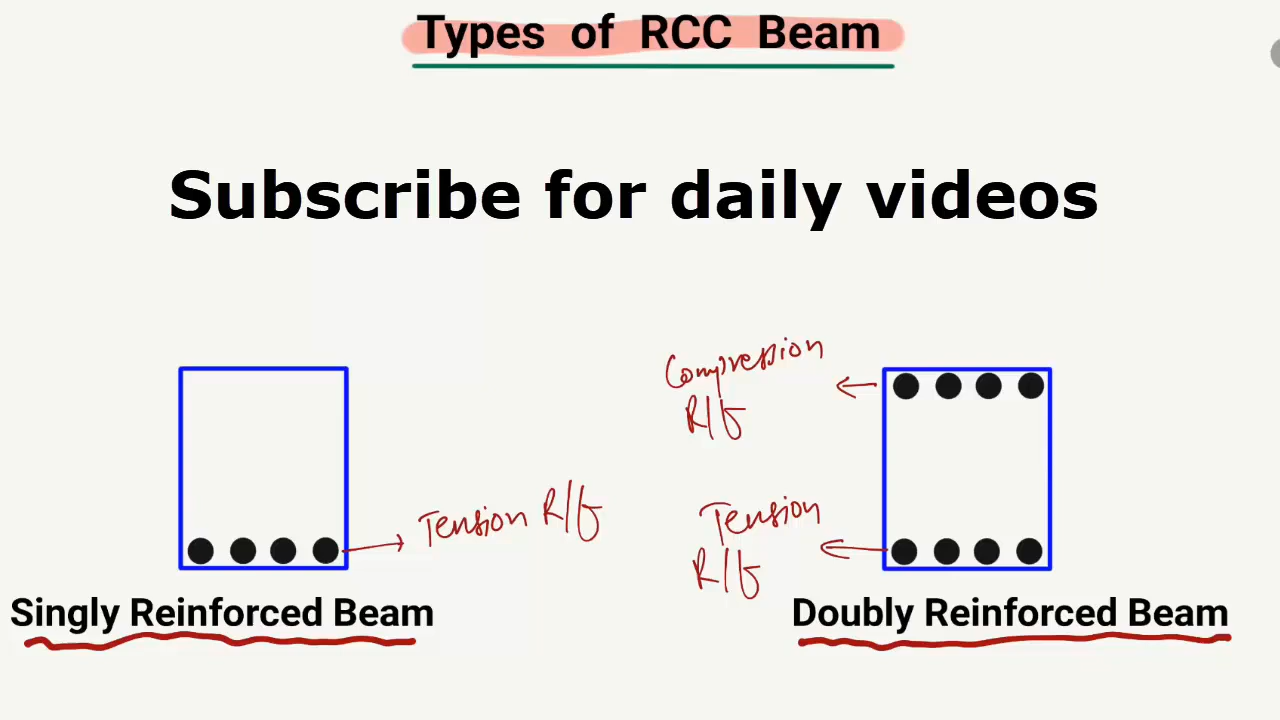 Types of RCC Beam
Subscribe for daily videos
Compression
R/f
Tension R/f
Tension
R/f
Singly Reinforced Beam
Doubly Reinforced Beam